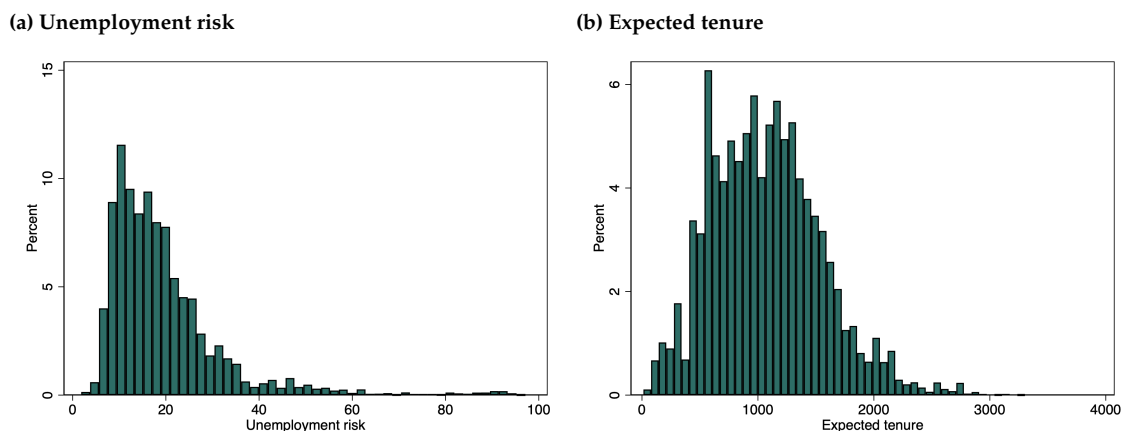 (a) Unemployment risk
15
10
5
0
Percent
0 20 40 60 80 100
Unemployment risk
(b) Expected tenure
6
4
2
0
Percent
0 1000 2000 3000 4000
Expected tenure